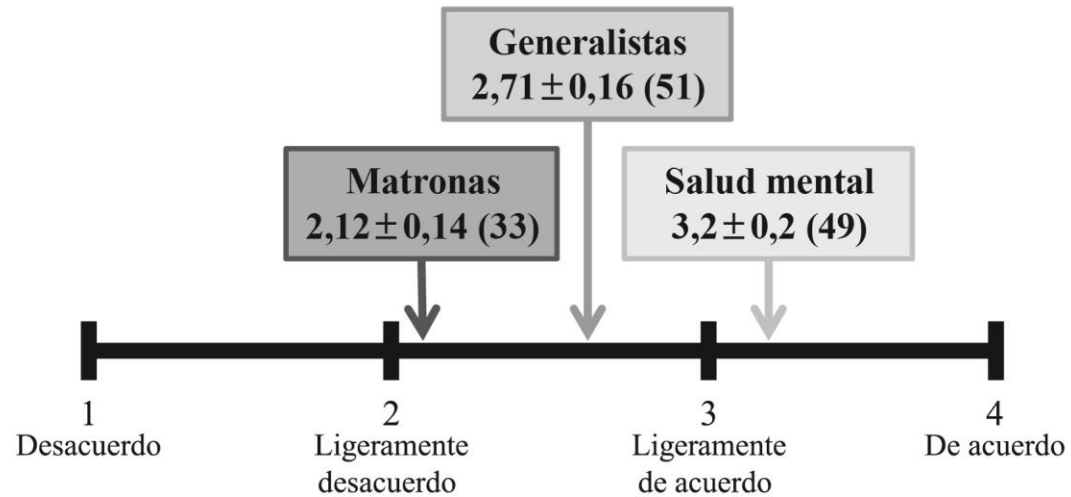 Generalistas
2,71±0,16 (51)
Matronas
2,12±0,14 (33)
Salud mental
3,2±0,2 (49)
1
Desacuerdo
2
Ligeramente
desacuerdo
3
Ligeramente
de acuerdo
4
De acuerdo